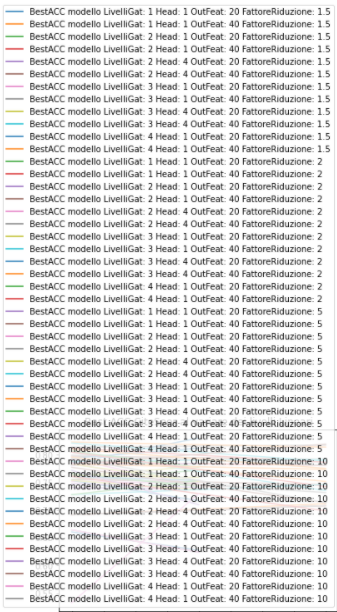 BestACC modello LivelliGat: 1 Head: 1 OutFeat: 20 FattoreRiduzione: 1.5
BestACC modello LivelliGat: 1 Head: 1 OutFeat: 40 FattoreRiduzione: 1.5
BestACC modello LivelliGat: 2 Head: 1 OutFeat: 20 FattoreRiduzione: 1.5
BestACC modello LivelliGat: 2 Head: 1 OutFeat: 40 FattoreRiduzione: 1.5
BestACC modello LivelliGat: 2 Head: 4 OutFeat: 20 FattoreRiduzione: 1.5
BestACC modello LivelliGat: 2 Head: 4 OutFeat: 40 FattoreRiduzione: 1.5
BestACC modello LivelliGat: 3 Head: 1 OutFeat: 20 FattoreRiduzione: 1.5
BestACC modello LivelliGat: 3 Head: 1 OutFeat: 40 FattoreRiduzione: 1.5
BestACC modello LivelliGat: 3 Head: 4 OutFeat: 20 FattoreRiduzione: 1.5
BestACC modello LivelliGat: 3 Head: 4 OutFeat: 40 FattoreRiduzione: 1.5
BestACC modello LivelliGat: 4 Head: 1 OutFeat: 20 FattoreRiduzione: 1.5
BestACC modello LivelliGat: 4 Head: 1 OutFeat: 40 FattoreRiduzione: 1.5
BestACC modello LivelliGat: 1 Head: 1 OutFeat: 20 FattoreRiduzione: 2
BestACC modello LivelliGat: 1 Head: 1 OutFeat: 40 FattoreRiduzione: 2
BestACC modello LivelliGat: 2 Head: 1 OutFeat: 20 FattoreRiduzione: 2
BestACC modello LivelliGat: 2 Head: 1 OutFeat: 40 FattoreRiduzione: 2
BestACC modello LivelliGat: 2 Head: 4 OutFeat: 20 FattoreRiduzione: 2
BestACC modello LivelliGat: 2 Head: 4 OutFeat: 40 FattoreRiduzione: 2
BestACC modello LivelliGat: 3 Head: 1 OutFeat: 20 FattoreRiduzione: 2
BestACC modello LivelliGat: 3 Head: 1 OutFeat: 40 FattoreRiduzione: 2
BestACC modello LivelliGat: 3 Head: 4 OutFeat: 20 FattoreRiduzione: 2
BestACC modello LivelliGat: 3 Head: 4 OutFeat: 40 FattoreRiduzione: 2
BestACC modello LivelliGat: 4 Head: 1 OutFeat: 20 FattoreRiduzione: 2
BestACC modello LivelliGat: 4 Head: 1 OutFeat: 40 FattoreRiduzione: 2
BestACC modello LivelliGat: 1 Head: 1 OutFeat: 20 FattoreRiduzione: 5
BestACC modello LivelliGat: 1 Head: 1 OutFeat: 40 FattoreRiduzione: 5
BestACC modello LivelliGat: 2 Head: 1 OutFeat: 20 FattoreRiduzione: 5
BestACC modello LivelliGat: 2 Head: 1 OutFeat: 40 FattoreRiduzione: 5
BestACC modello LivelliGat: 2 Head: 4 OutFeat: 20 FattoreRiduzione: 5
BestACC modello LivelliGat: 2 Head: 4 OutFeat: 40 FattoreRiduzione: 5
BestACC modello LivelliGat: 3 Head: 1 OutFeat: 20 FattoreRiduzione: 5
BestACC modello LivelliGat: 3 Head: 1 OutFeat: 40 FattoreRiduzione: 5
BestACC modello LivelliGat: 3 Head: 4 OutFeat: 20 FattoreRiduzione: 5
BestACC modello LivelliGat: 3 Head: 4 OutFeat: 40 FattoreRiduzione: 5
BestACC modello LivelliGat: 4 Head: 1 OutFeat: 20 FattoreRiduzione: 5
BestACC modello LivelliGat: 4 Head: 1 OutFeat: 40 FattoreRiduzione: 5
BestACC modello LivelliGat: 1 Head: 1 OutFeat: 20 FattoreRiduzione: 10
BestACC modello LivelliGat: 1 Head: 1 OutFeat: 40 FattoreRiduzione: 10
BestACC modello LivelliGat: 2 Head: 1 OutFeat: 20 FattoreRiduzione: 10
BestACC modello LivelliGat: 2 Head: 1 OutFeat: 40 FattoreRiduzione: 10
BestACC modello LivelliGat: 2 Head: 4 OutFeat: 20 FattoreRiduzione: 10
BestACC modello LivelliGat: 2 Head: 4 OutFeat: 40 FattoreRiduzione: 10
BestACC modello LivelliGat: 3 Head: 1 OutFeat: 20 FattoreRiduzione: 10
BestACC modello LivelliGat: 3 Head: 1 OutFeat: 40 FattoreRiduzione: 10
BestACC modello LivelliGat: 3 Head: 4 OutFeat: 20 FattoreRiduzione: 10
BestACC modello LivelliGat: 3 Head: 4 OutFeat: 40 FattoreRiduzione: 10
BestACC modello LivelliGat: 4 Head: 1 OutFeat: 20 FattoreRiduzione: 10
BestACC modello LivelliGat: 4 Head: 1 OutFeat: 40 FattoreRiduzione: 10